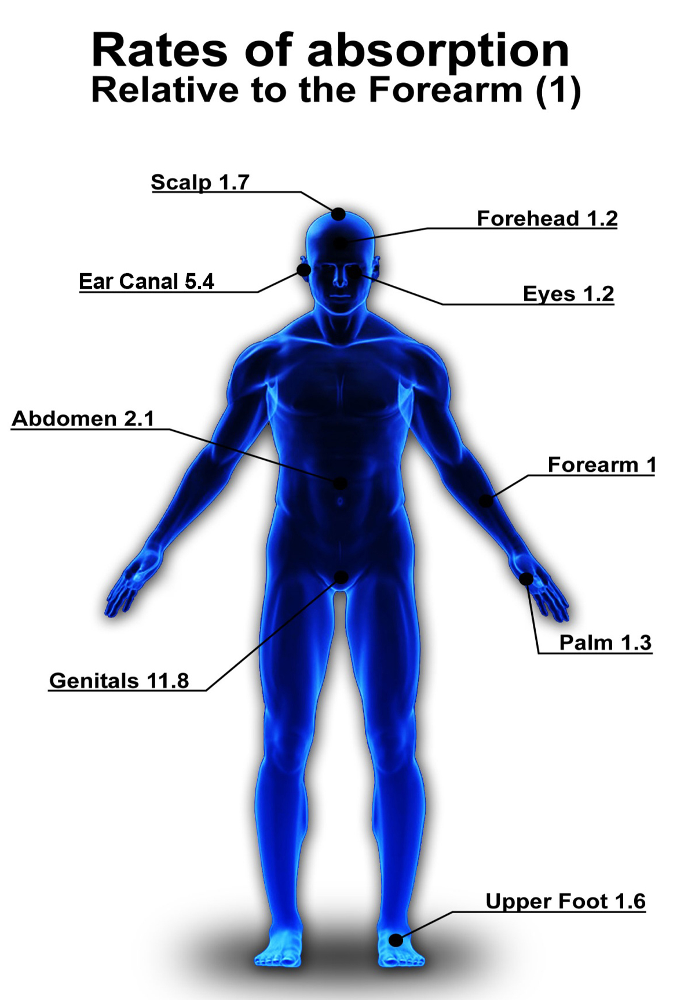 Rates of absorption
Relative to the Forearm (1)
Scalp 1.7
Forehead 1.2
Ear Canal 5.4
Eyes 1.2
Abdomen 2.1
Forearm 1
Palm 1.3
Genitals 11.8
Upper Foot 1.6